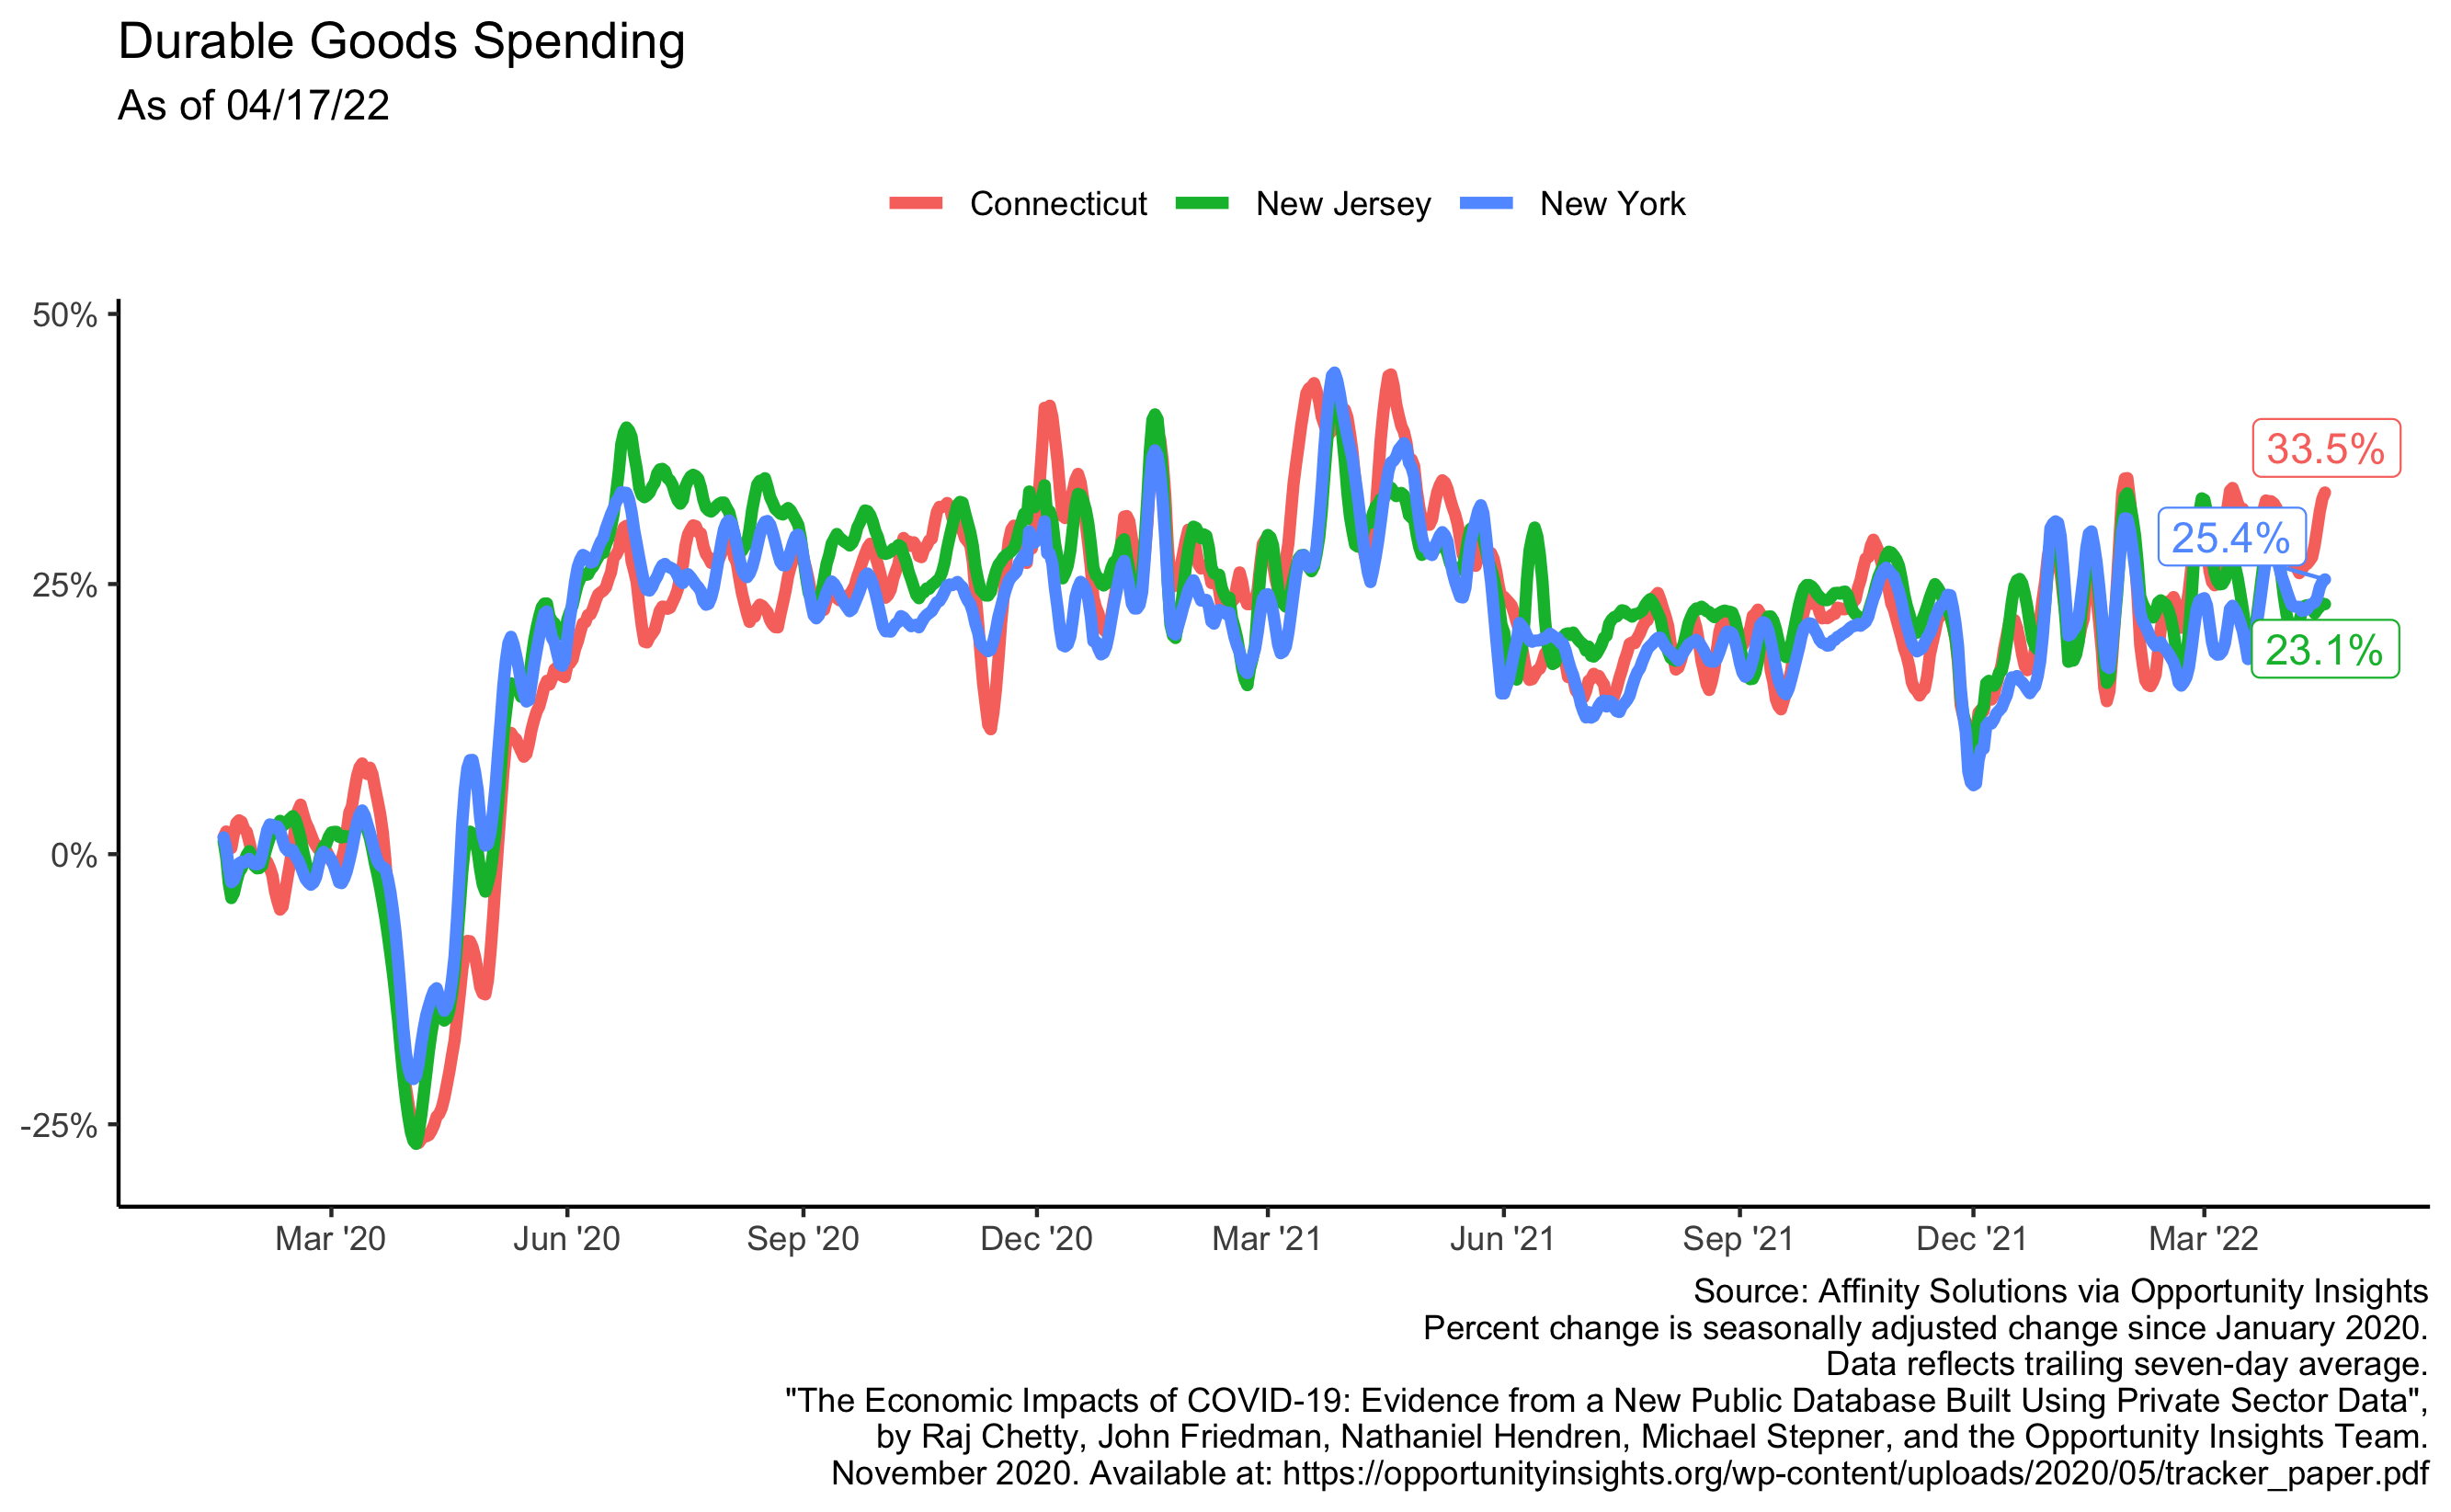 Durable Goods Spending
As of 04/17/22
Connecticut New Jersey New York
50%
25%
0%
-25%
33.5%
25.4%
23.1%
Mar '20 Jun '20 Sep '20 Dec '20 Mar '21 Jun '21 Sep '21 Dec '21 Mar '22
Source: Affinity Solutions via Opportunity Insights
Percent change is seasonally adjusted change since January 2020.
Data reflects trailing seven-day average.
"The Economic Impacts of COVID-19: Evidence from a New Public Database Built Using Private Sector Data",
by Raj Chetty, John Friedman, Nathaniel Hendren, Michael Stepner, and the Opportunity Insights Team.
November 2020. Available at: https://opportunityinsights.org/wp-content/uploads/2020/05/tracker_paper.pdf